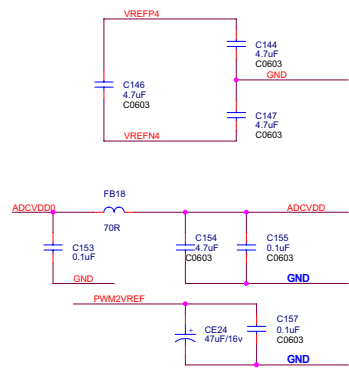 VREFP4
C144
4.7uF
C0603
GND
C146
4.7uF
C0603
C147
4.7uF
C0603
VREFN4
FB18
ADCVDD0
ADCVDD
70R
C153
0.1uF
C154
4.7uF
C0603
C155
0.1uF
C0603
GND
GND
PWM2VREF
CE24
47uF/16v
C157
0.1uF
C0603
GND